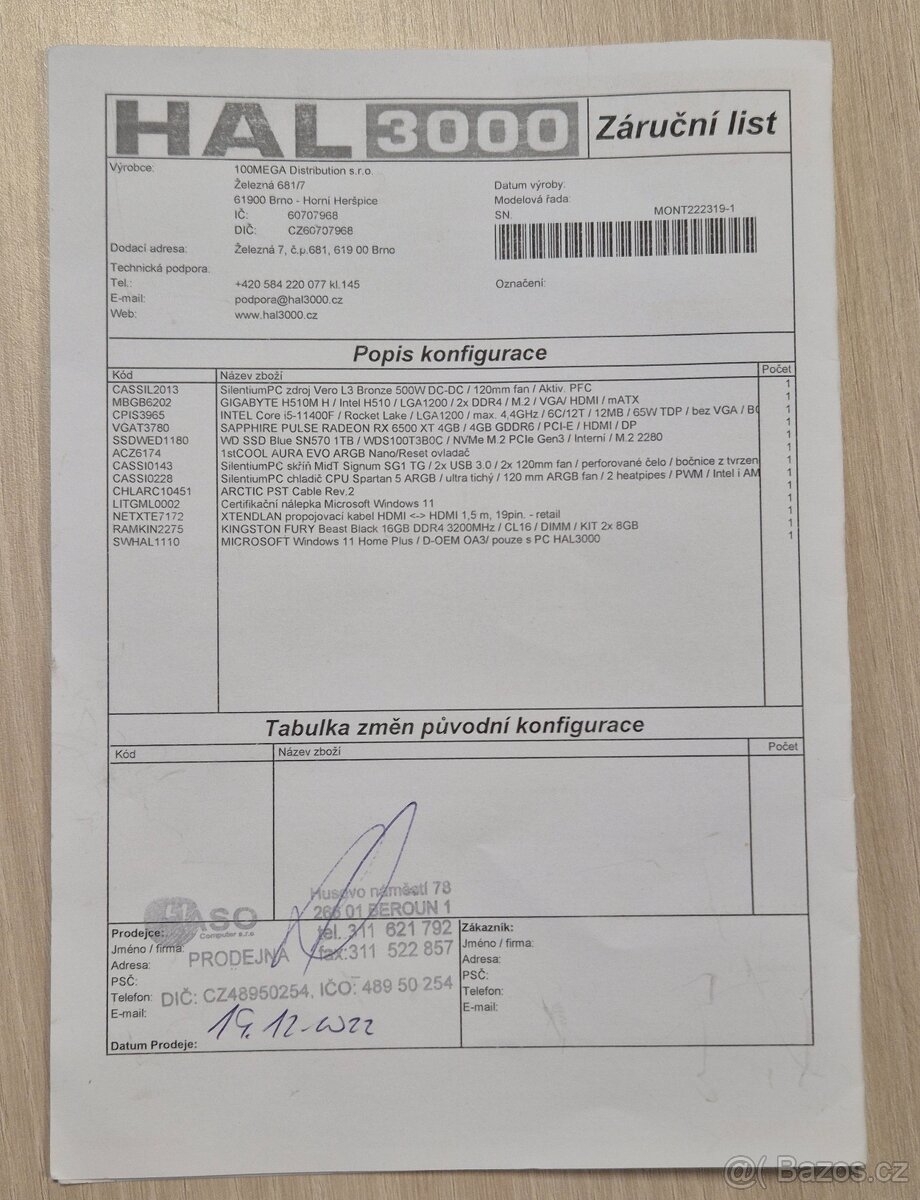 HAL 3000 Záruční list
Výrobce: 100MEGA Distribution s.r.o.
Železná 681/7
61900 Brno - Horní Heršpice
IČ: 60707968
DIČ: CZ60707968
Dodací adresa: Železná 7, č.p.681, 619 00 Brno
Technická podpora:
Tel.: +420 584 220 077 kl.145
E-mail: podpora@hal3000.cz
Web: www.hal3000.cz
Datum výroby:
Modelová řada:
SN: MONT222319-1
Označení:
Popis konfigurace
Kód Název zboží Počet
CASSIL2013 SilentiumPC zdroj Vero L3 Bronze 500W DC-DC / 120mm fan / Aktiv. PFC 1
MBGB6202 GIGABYTE H510M H / Intel H510 / LGA1200 / 2x DDR4 / M.2 / VGA/ HDMI / mATX 1
CPIS3965 INTEL Core i5-11400F / Rocket Lake / LGA1200 / max. 4,4GHz / 6C/12T / 12MB / 65W TDP / bez VGA / BO 1
VGAT3780 SAPPHIRE PULSE RADEON RX 6500 XT 4GB / 4GB GDDR6 / PCI-E / HDMI / DP 1
SSDWED1180 WD SSD Blue SN570 1TB / WDS100T3B0C / NVMe M.2 PCIe Gen3 / Interní / M.2 2280 1
ACZ6174 1stCOOL AURA EVO ARGB Nano/Reset ovladač 1
CASSI0143 SilentiumPC skříň MidT Signum SG1 TG / 2x USB 3.0 / 2x 120mm fan / perforované čelo / bočnice z tvrzen 1
CASSI0228 SilentiumPC chladič CPU Spartan 5 ARGB / ultra tichý / 120 mm ARGB fan / 2 heatpipes / PWM / Intel i AM 1
CHLARC10451 ARCTIC PST Cable Rev.2 1
LITGML0002 Certifikační nálepka Microsoft Windows 11 1
NETXTE7172 XTENDLAN propojovací kabel HDMI <-> HDMI 1,5 m, 19pin. - retail 1
RAMKIN2275 KINGSTON FURY Beast Black 16GB DDR4 3200MHz / CL16 / DIMM / KIT 2x 8GB 1
SWHAL1110 MICROSOFT Windows 11 Home Plus / D-OEM OA3/ pouze s PC HAL3000 1
Tabulka změn původní konfigurace
Kód Název zboží Počet
Husovo náměstí 78
266 01 BEROUN 1
tel. 311 621 792
fax:311 522 857
Computer s.r.o
PRODEJNA
DIČ: CZ48950254, IČO: 489 50 254
Prodejce:
Jméno / firma:
Adresa:
PSČ:
Telefon:
E-mail:
19.12.2022
Datum Prodeje:
Zákazník:
Jméno / firma:
Adresa:
PSČ:
Telefon:
E-mail:
Bazos.cz